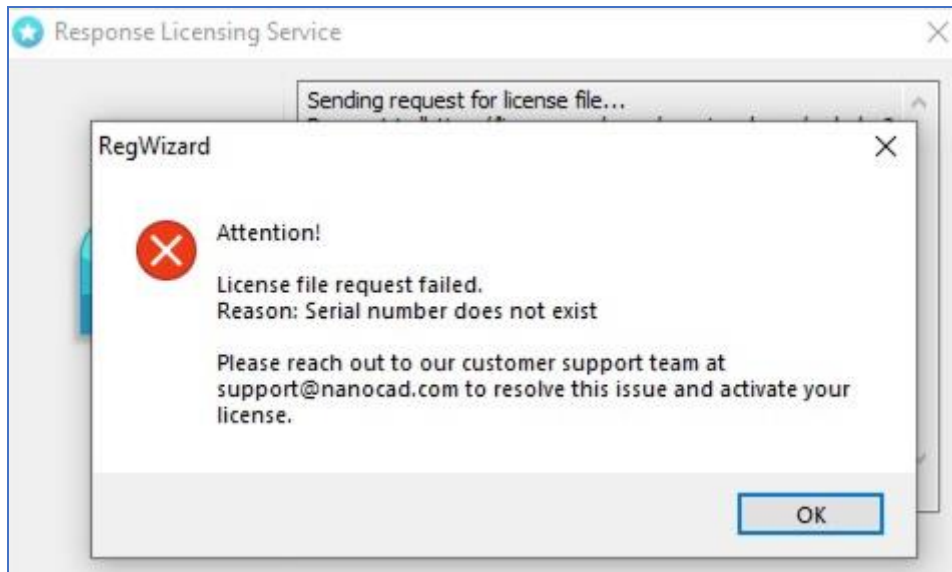 Response Licensing Service
Sending request for license file...
RegWizard
Attention!
License file request failed.
Reason: Serial number does not exist
Please reach out to our customer support team at
support@nanocad.com to resolve this issue and activate your
license.
OK